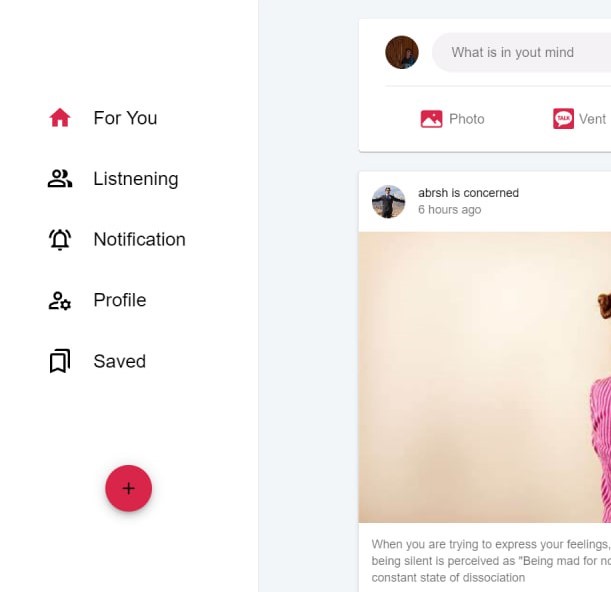 For You
Listnening
Notification
Profile
Saved
What is in yout mind
Photo
TALK
Vent
abrsh is concerned
6 hours ago
When you are trying to express your feelings,
being silent is perceived as "Being mad for no
constant state of dissociation